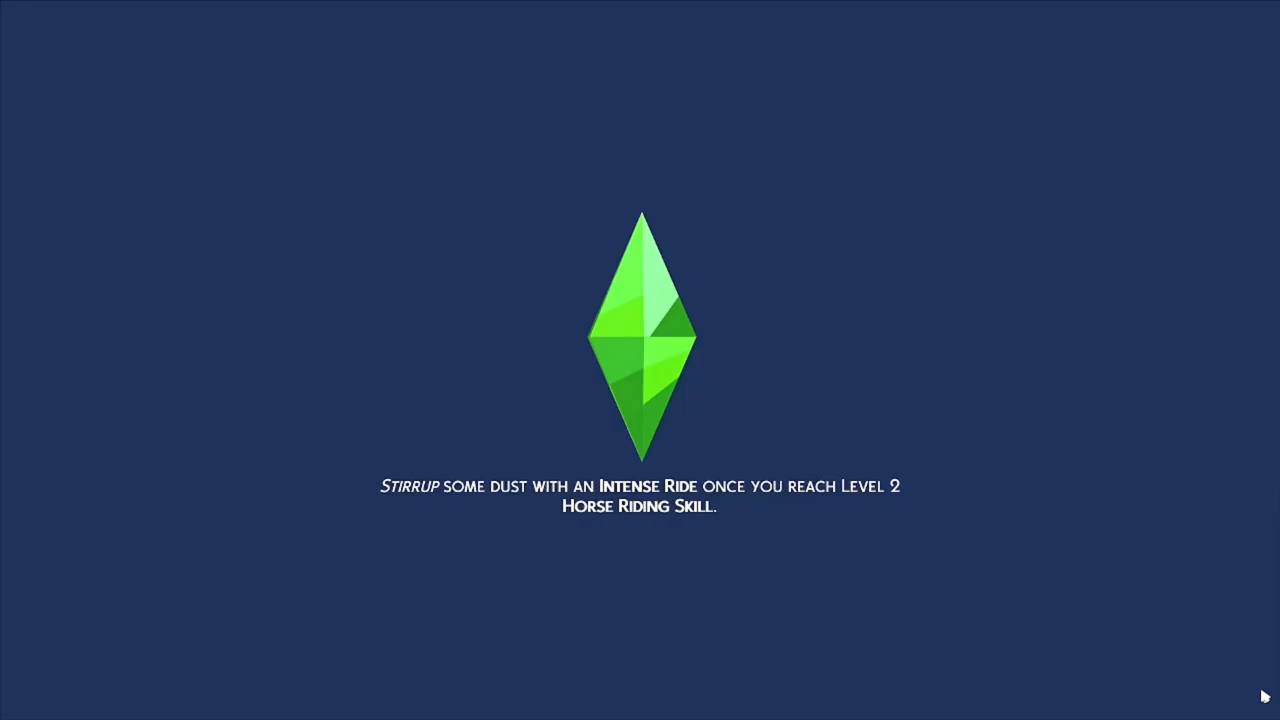 Stirrup some dust with an Intense Ride once you reach Level 2
Horse Riding Skill.